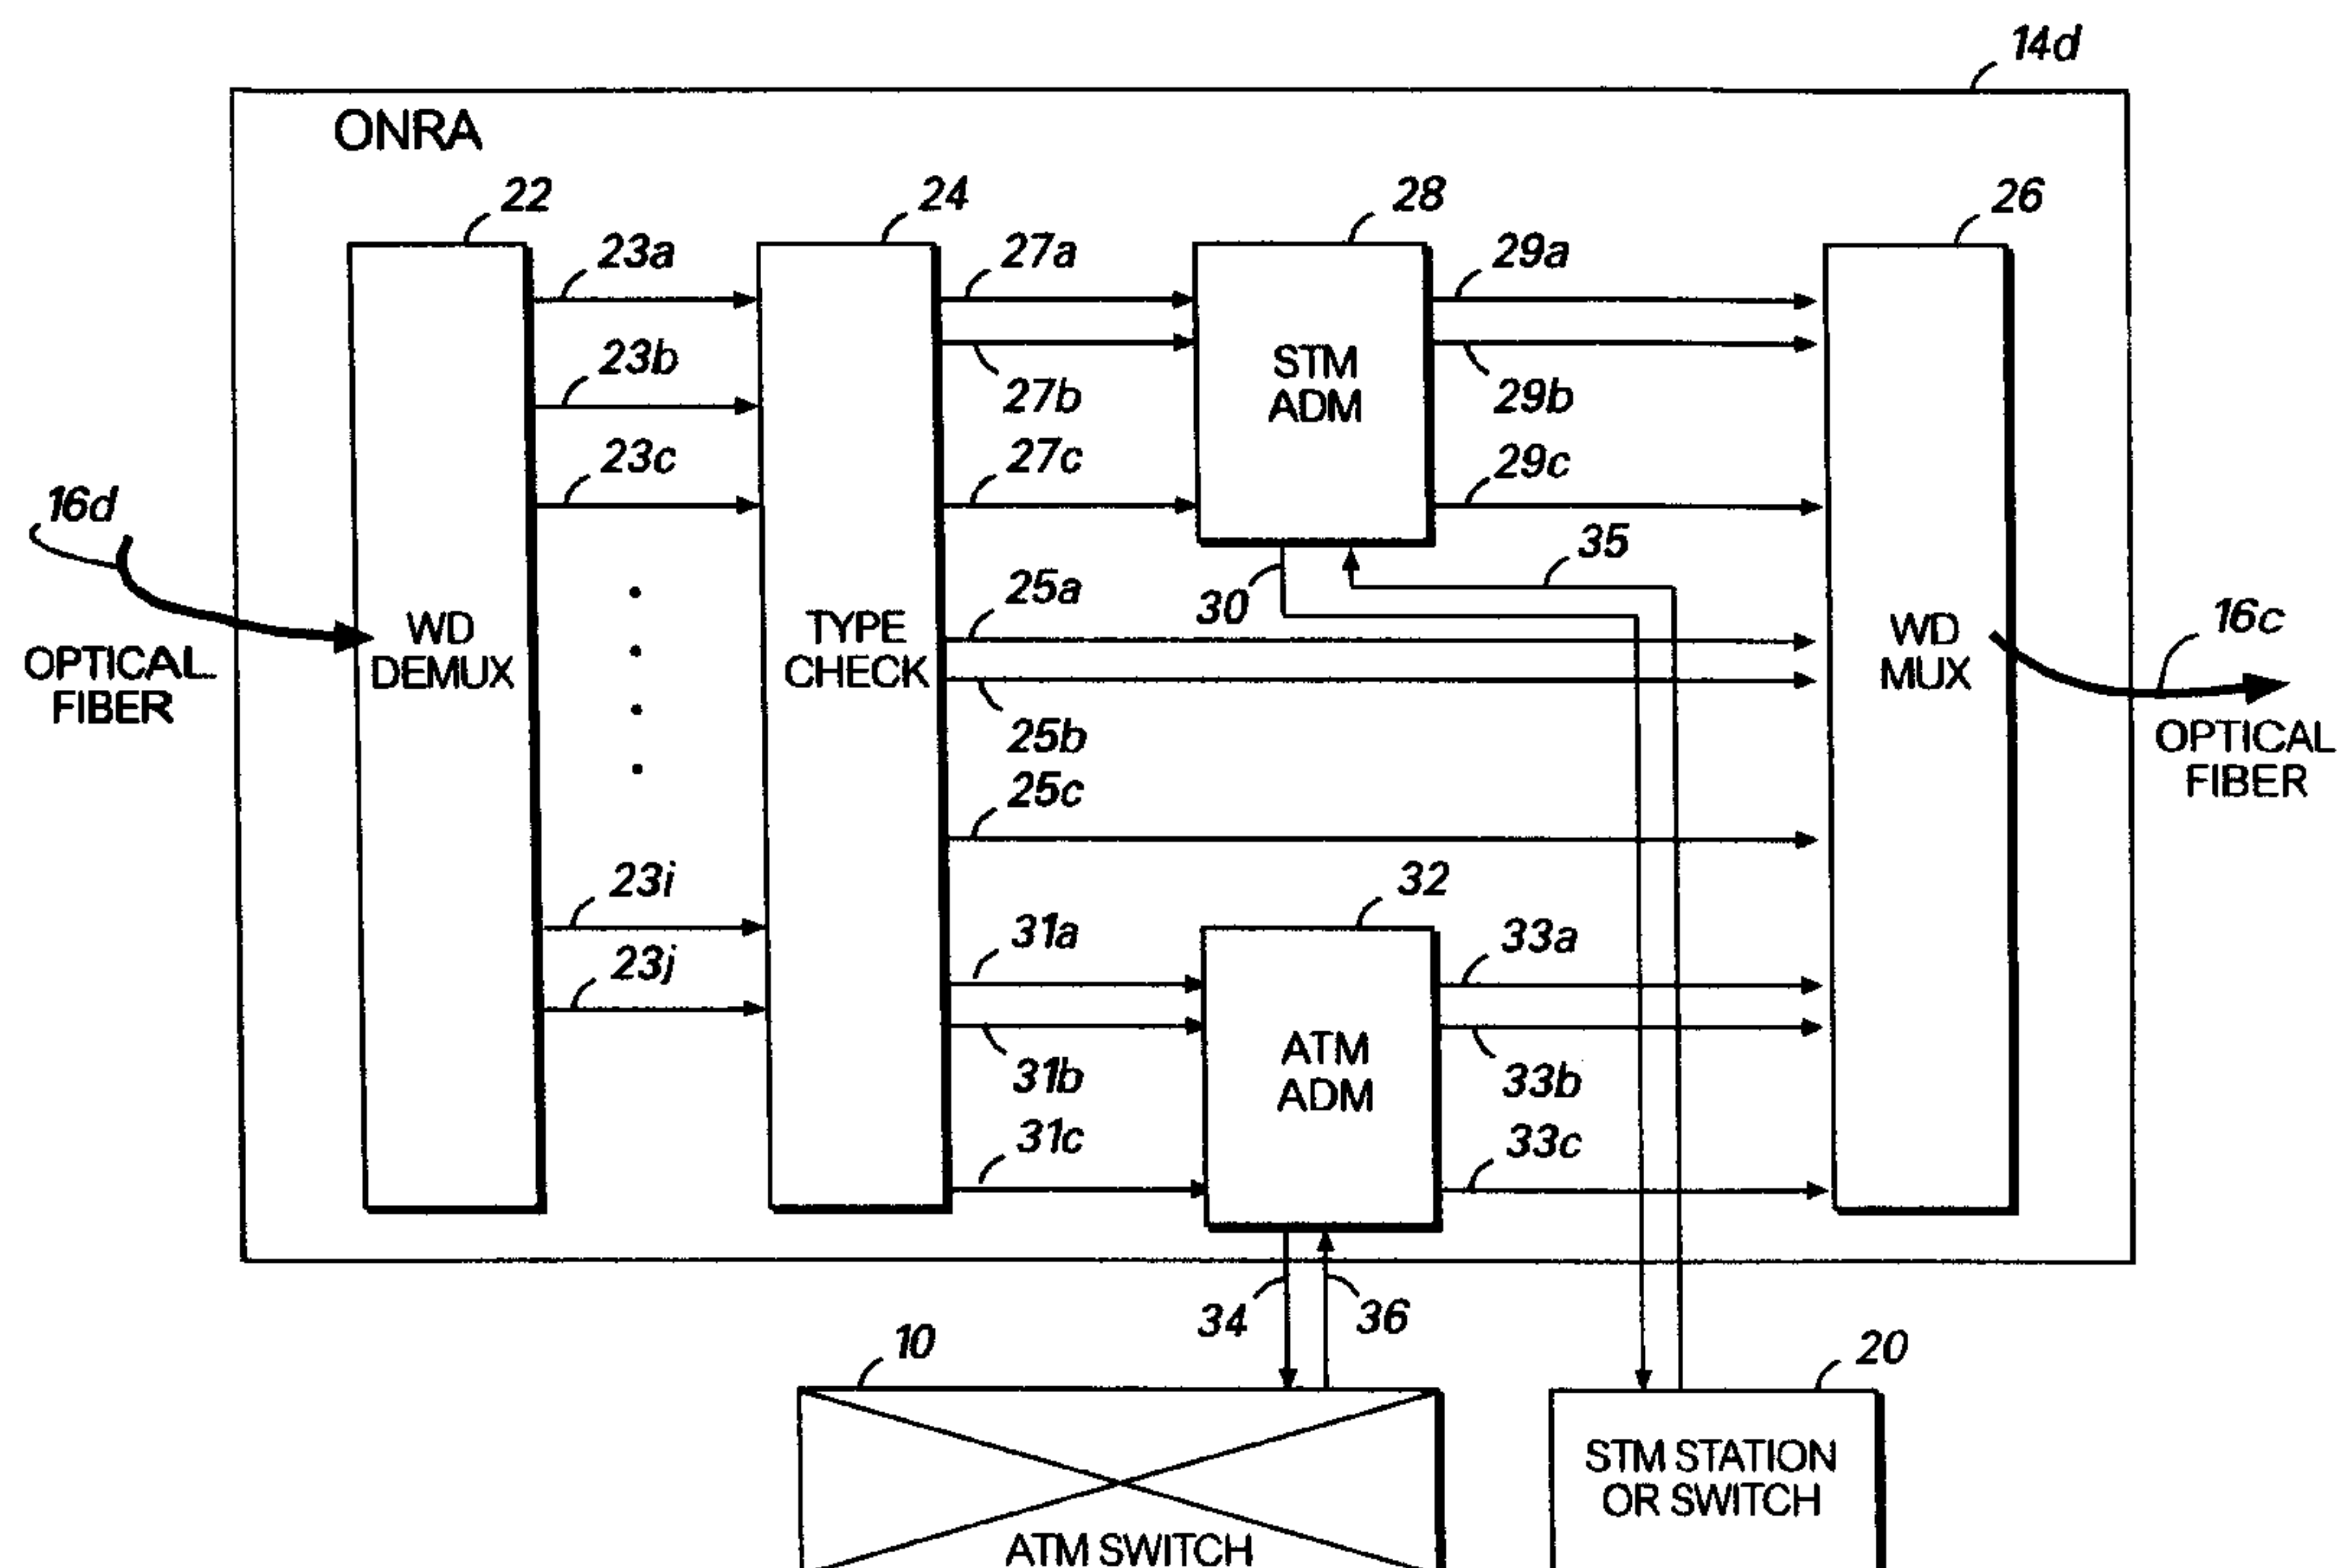 14d
ONRA
22
24
28
26
23a
27a
29a
23b
27b
29b
23c
27c
29c
STM
ADM
16d
OPTICAL
FIBER
WD
DEMUX
TYPE
CHECK
30
35
25a
25b
25c
WD
MUX
16c
OPTICAL
FIBER
23i
23j
32
31a
31b
31c
ATM
ADM
33a
33b
33c
34
36
10
20
ATM SWITCH
STM STATION
OR SWITCH